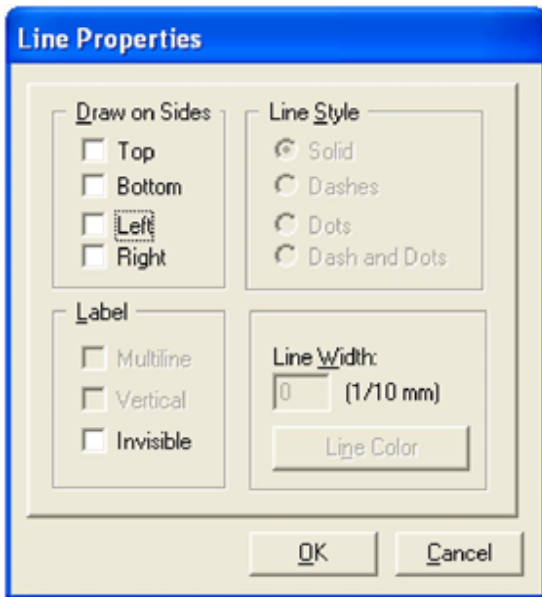 Line Properties
Draw on Sides
Top
Bottom
Left
Right
Line Style
Solid
Dashes
Dots
Dash and Dots
Label
Multiline
Vertical
Invisible
Line Width:
0 (1/10 mm)
Line Color
OK
Cancel